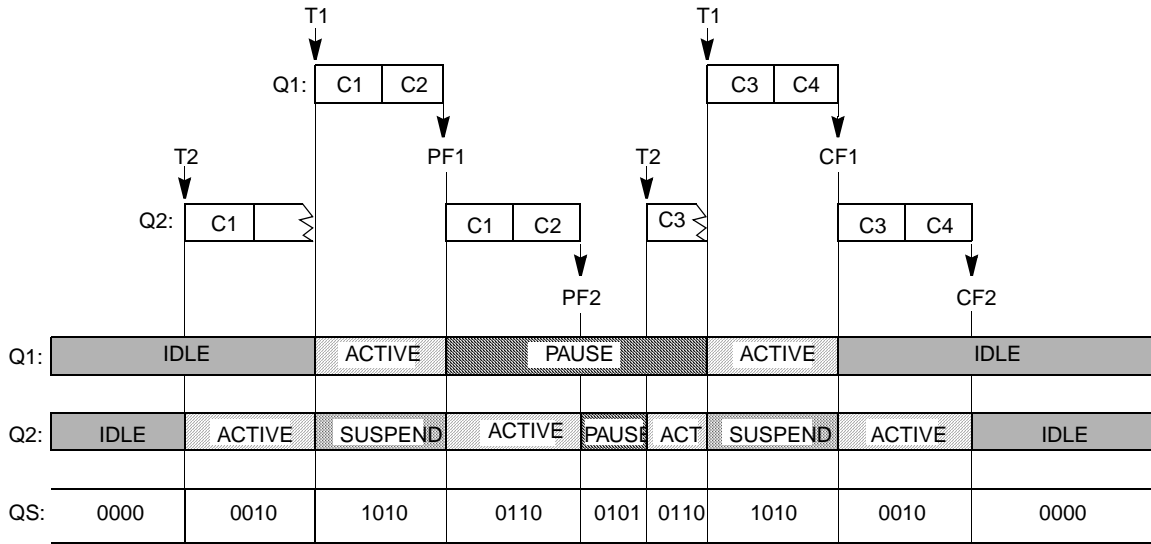 T1 T1
Q1: C1 C2 C3 C4
T2 PF1 T2 CF1
Q2: C1 C1 C2 C3 C3 C4
PF2 CF2
Q1: IDLE ACTIVE PAUSE ACTIVE IDLE
Q2: IDLE ACTIVE SUSPEND ACTIVE PAUSE ACT SUSPEND ACTIVE IDLE
QS: 0000 0010 1010 0110 0101 0110 1010 0010 0000